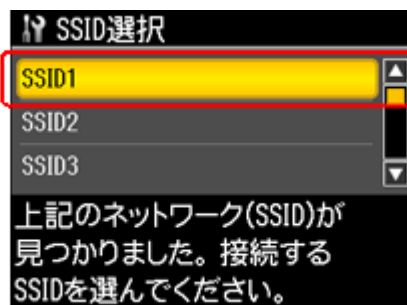 SSID選択
SSID1
SSID2
SSID3
上記のネットワーク(SSID)が
見つかりました。接続する
SSIDを選んでください。